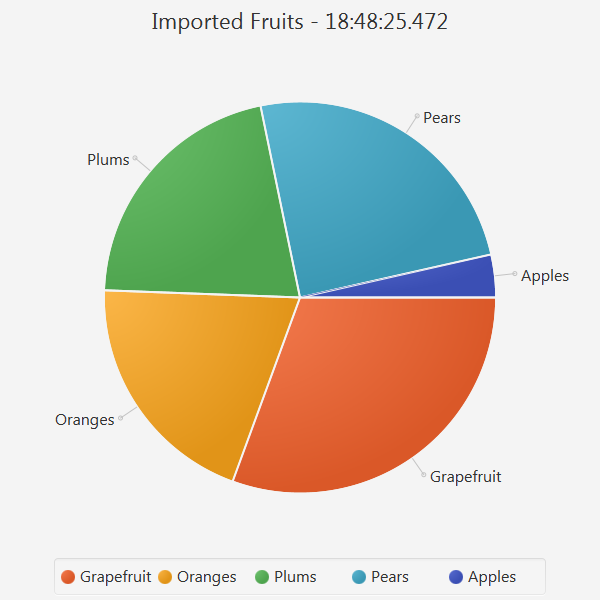 Imported Fruits - 18:48:25.472
Pears
Plums
Apples
Oranges
Grapefruit
Grapefruit Oranges Plums Pears Apples